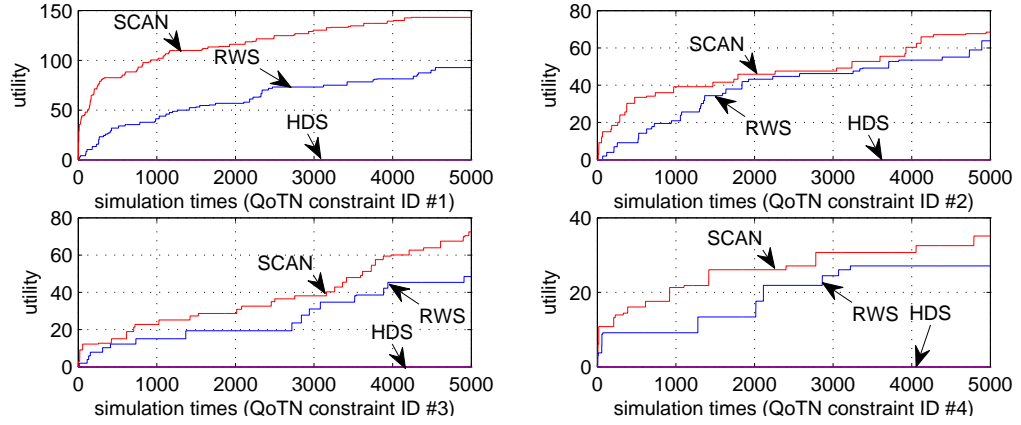 150
SCAN
100
RWS
50
HDS
0
utility
0 1000 2000 3000 4000 5000
simulation times (QoTN constraint ID #1)
80
60
SCAN
40
RWS
20
HDS
0
utility
0 1000 2000 3000 4000 5000
simulation times (QoTN constraint ID #2)
80
60
SCAN
40
RWS
20
HDS
0
utility
0 1000 2000 3000 4000 5000
simulation times (QoTN constraint ID #3)
40
SCAN
20
RWS
HDS
0
utility
0 1000 2000 3000 4000 5000
simulation times (QoTN constraint ID #4)